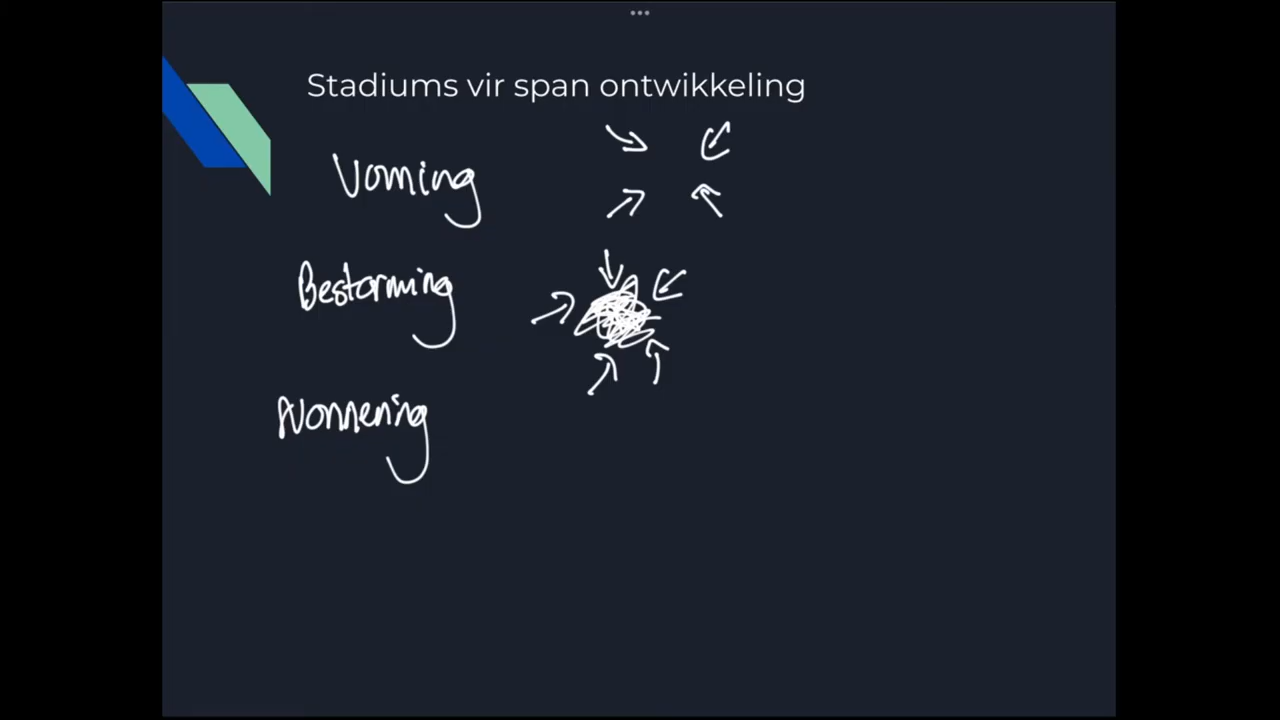 Stadiums vir span ontwikkeling
Vorming
Bestorming
Normering